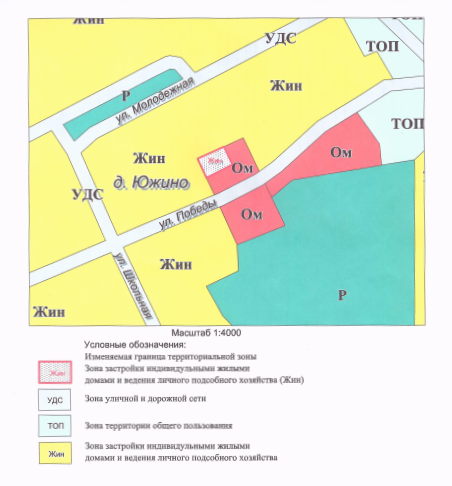 Жин
УДС
ТОП
Р
ул. Молодежная
Жин
ТОП
Жин
Жин
Ом
Ом
д. Южино
УДС
ул. Победы
Ом
ул. Школьная
Жин
Р
Жин
Масштаб 1:4000
Условные обозначения:
Изменяемая граница территориальной зоны
Жин
Зона застройки индивидульными жилыми
домами и ведения личного подсобного хозяйства (Жин)
УДС
Зона уличной и дорожной сети
ТОП
Зона территории общего пользования
Жин
Зона застройки индивидульными жилыми
домами и ведения личного подсобного хозяйства